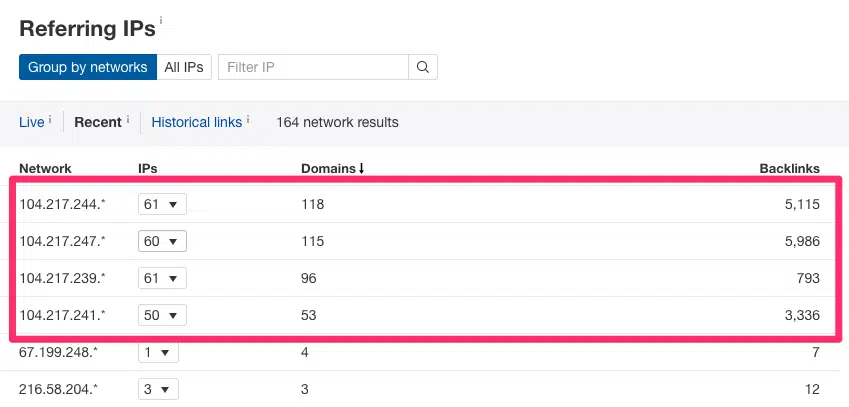 Referring IPs i
Group by networks All IPs Filter IP
Live i Recent i Historical links i 164 network results
Network IPs Domains ↓ Backlinks
104.217.244.* 61 ▼ 118 5,115
104.217.247.* 60 ▼ 115 5,986
104.217.239.* 61 ▼ 96 793
104.217.241.* 50 ▼ 53 3,336
67.199.248.* 1 ▼ 4 7
216.58.204.* 3 ▼ 3 12